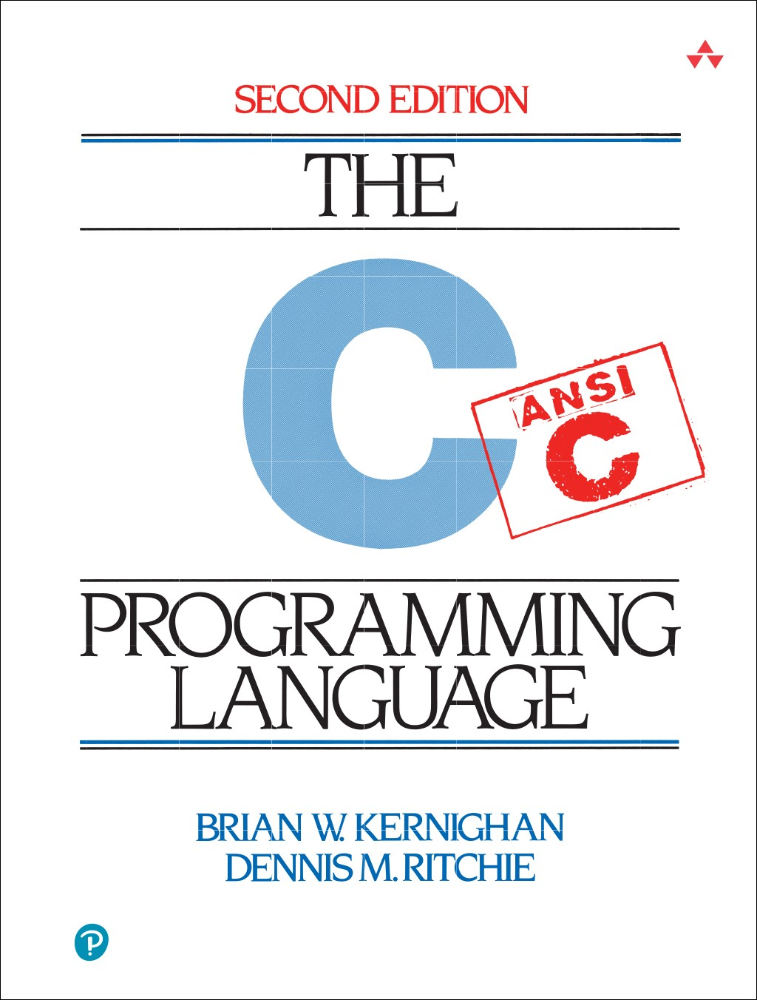 SECOND EDITION
THE
C
ANSI
C
PROGRAMMING
LANGUAGE
BRIAN W. KERNIGHAN
DENNIS M. RITCHIE
P